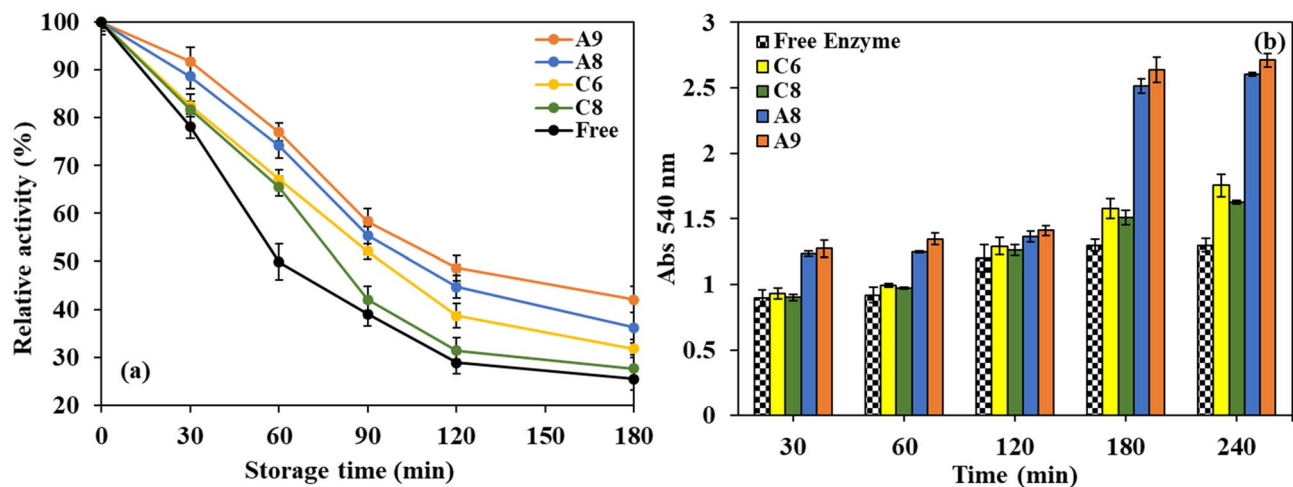 100
90
80
70
60
50
40
30
20
Relative activity (%)
A9
A8
C6
C8
Free
(a)
0
30
60
90
120
150
180
Storage time (min)
3
2.5
2
1.5
1
0.5
0
Abs 540 nm
Free Enzyme
C6
C8
A8
A9
(b)
30
60
120
180
240
Time (min)